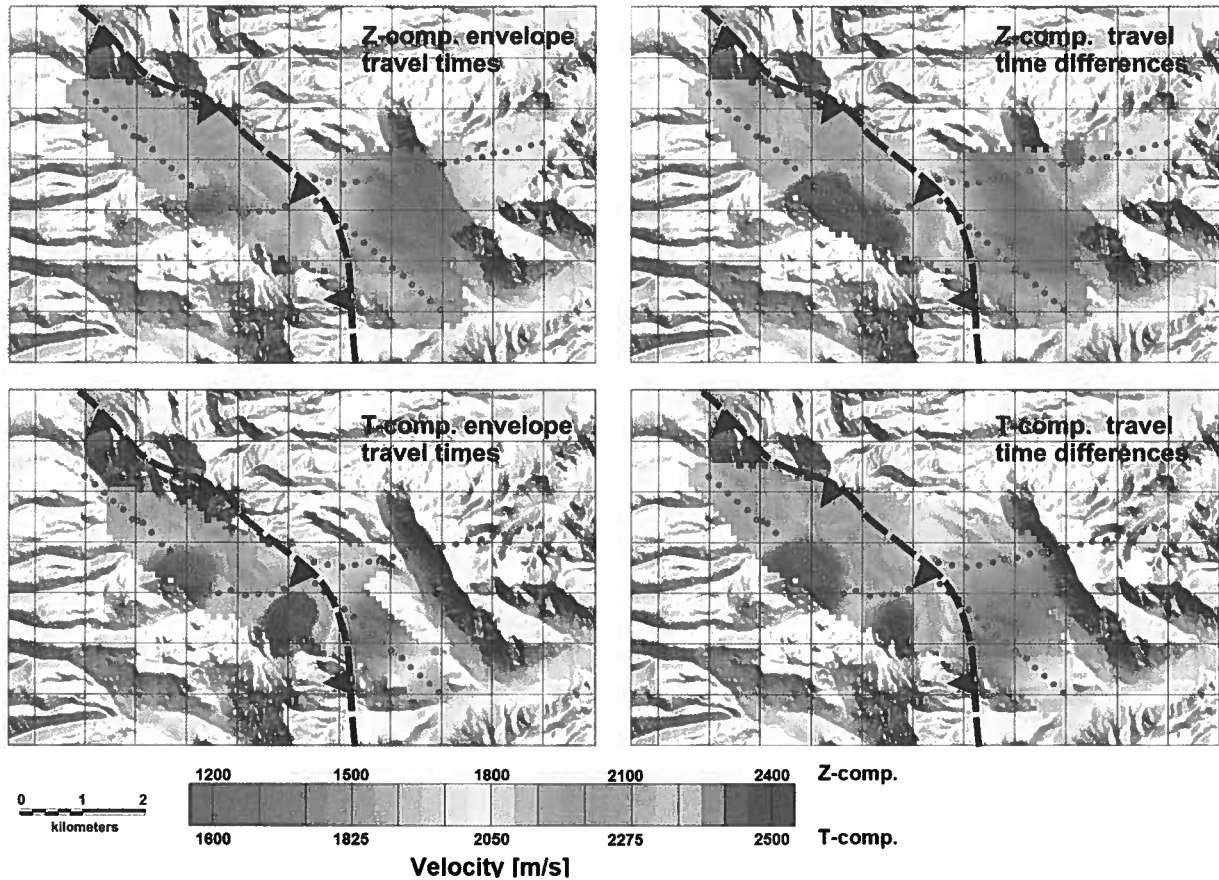 Z-comp. envelope
travel times
Z-comp. travel
time differences
T-comp. envelope
travel times
T-comp. travel
time differences
1200 1500 1800 2100 2400 Z-comp.
0 1 2
kilometers
1600 1825 2050 2275 2500 T-comp.
Velocity [m/s]